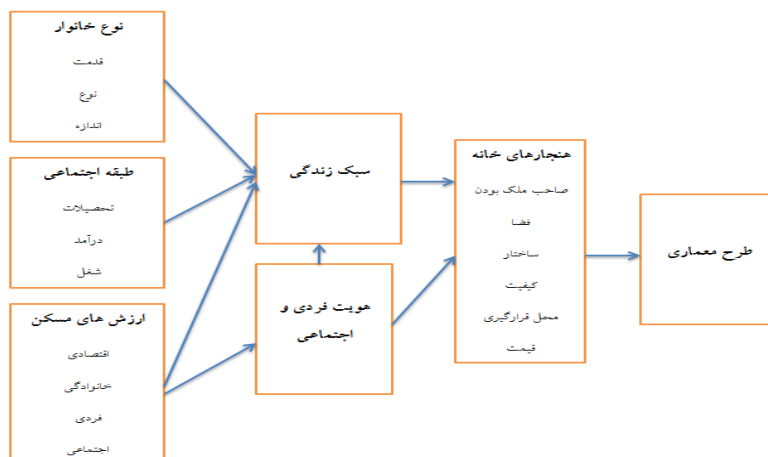 نوع خانوار
قدمت
نوع
اندازه
طبقه اجتماعی
تحصیلات
درآمد
شغل
ارزش های مسکن
اقتصادی
خانوادگی
فردی
اجتماعی
سبک زندگی
هویت فردی و
اجتماعی
هنجارهای خانه
صاحب ملک بودن
فضا
ساختار
کیفیت
محل قرارگیری
قیمت
طرح معماری